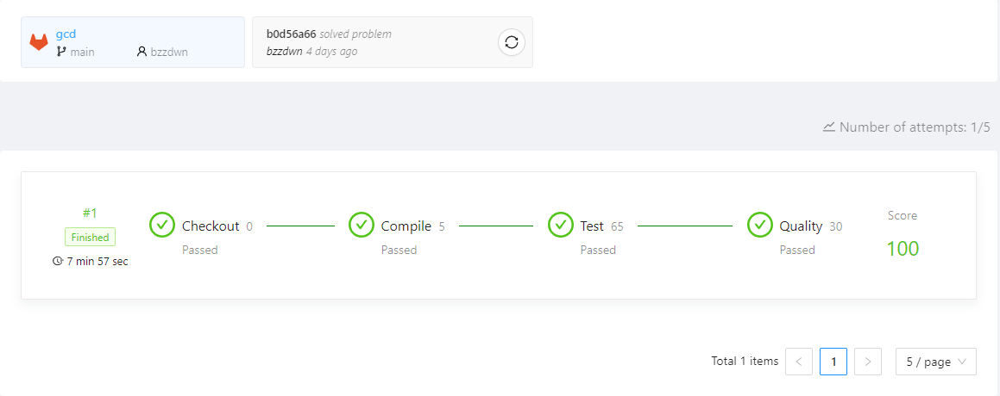 gcd
main bzzdwn
b0d56a66 solved problem
bzzdwn 4 days ago
Number of attempts: 1/5
#1
Finished
7 min 57 sec
Checkout 0
Passed
Compile 5
Passed
Test 65
Passed
Quality 30
Passed
Score
100
Total 1 items < 1 > 5 / page